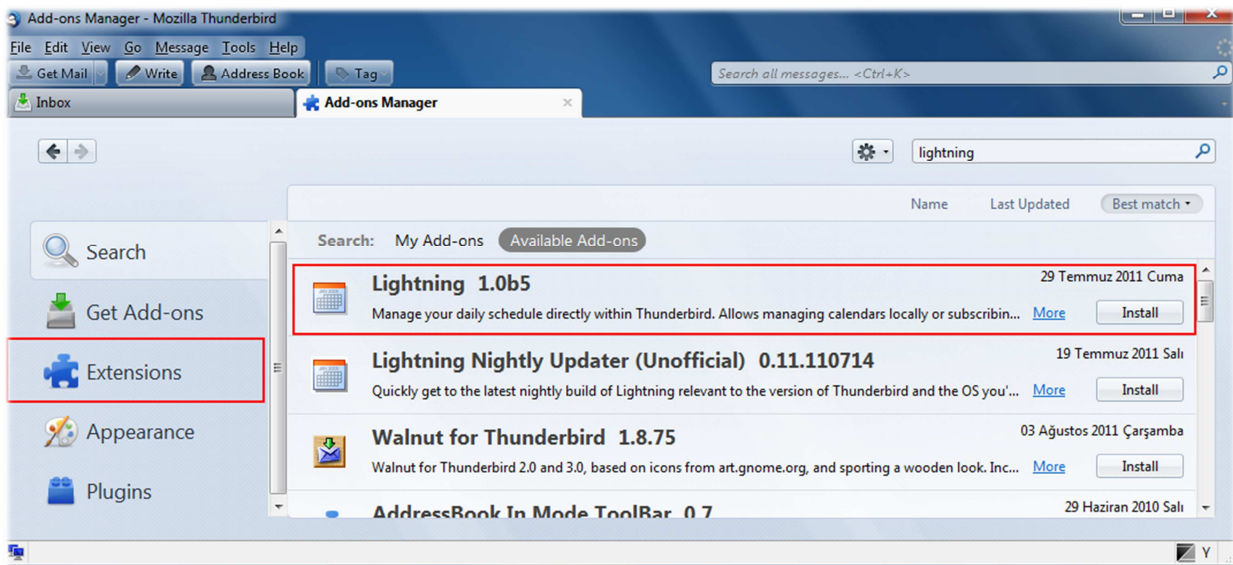 Add-ons Manager - Mozilla Thunderbird
File Edit View Go Message Tools Help
Get Mail Write Address Book Tag Search all messages... <Ctrl+K>
Inbox Add-ons Manager
lightning
Name Last Updated Best match
Search: My Add-ons Available Add-ons
Search
Get Add-ons
Extensions
Appearance
Plugins
Lightning 1.0b5 29 Temmuz 2011 Cuma
Manage your daily schedule directly within Thunderbird. Allows managing calendars locally or subscribin... More Install
Lightning Nightly Updater (Unofficial) 0.11.110714 19 Temmuz 2011 Salı
Quickly get to the latest nightly build of Lightning relevant to the version of Thunderbird and the OS you'... More Install
Walnut for Thunderbird 1.8.75 03 Ağustos 2011 Çarşamba
Walnut for Thunderbird 2.0 and 3.0, based on icons from art.gnome.org, and sporting a wooden look. Inc... More Install
AddressBook In Mode ToolBar 0.7 29 Haziran 2010 Salı
Y